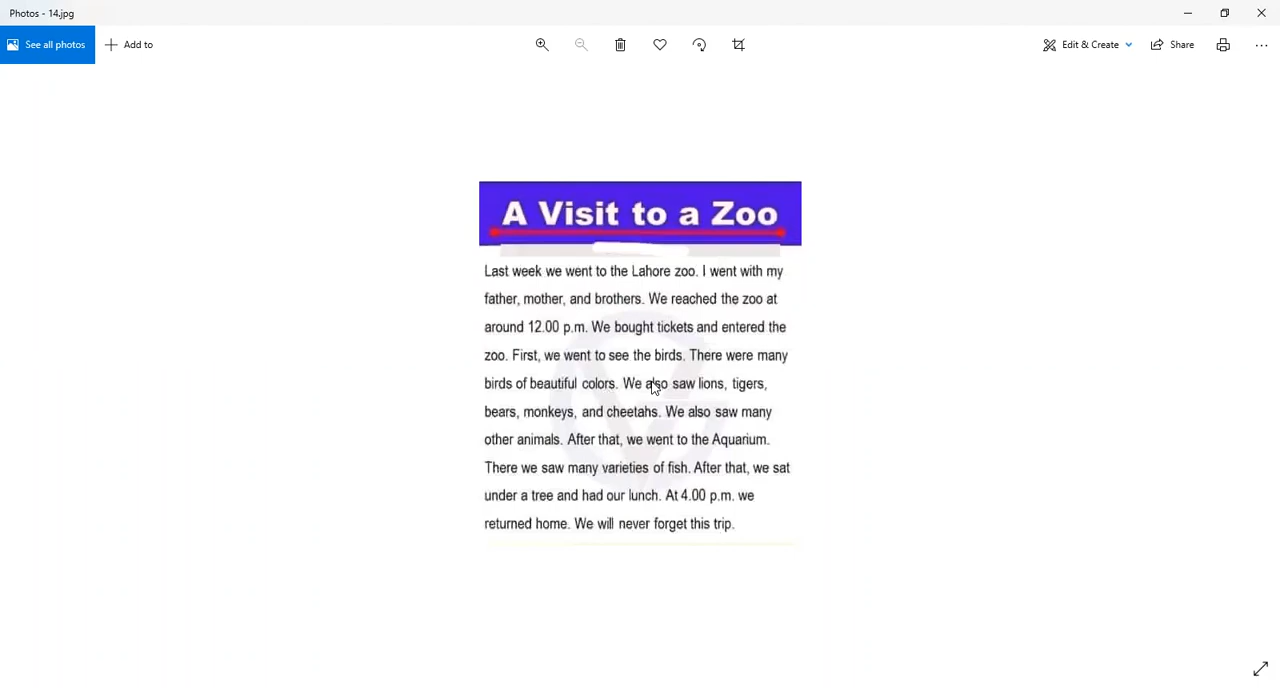 Photos - 14.jpg
See all photos
Add to
Edit & Create
Share
A Visit to a Zoo
Last week we went to the Lahore zoo. I went with my
father, mother, and brothers. We reached the zoo at
around 12.00 p.m. We bought tickets and entered the
zoo. First, we went to see the birds. There were many
birds of beautiful colors. We also saw lions, tigers,
bears, monkeys, and cheetahs. We also saw many
other animals. After that, we went to the Aquarium.
There we saw many varieties of fish. After that, we sat
under a tree and had our lunch. At 4.00 p.m. we
returned home. We will never forget this trip.